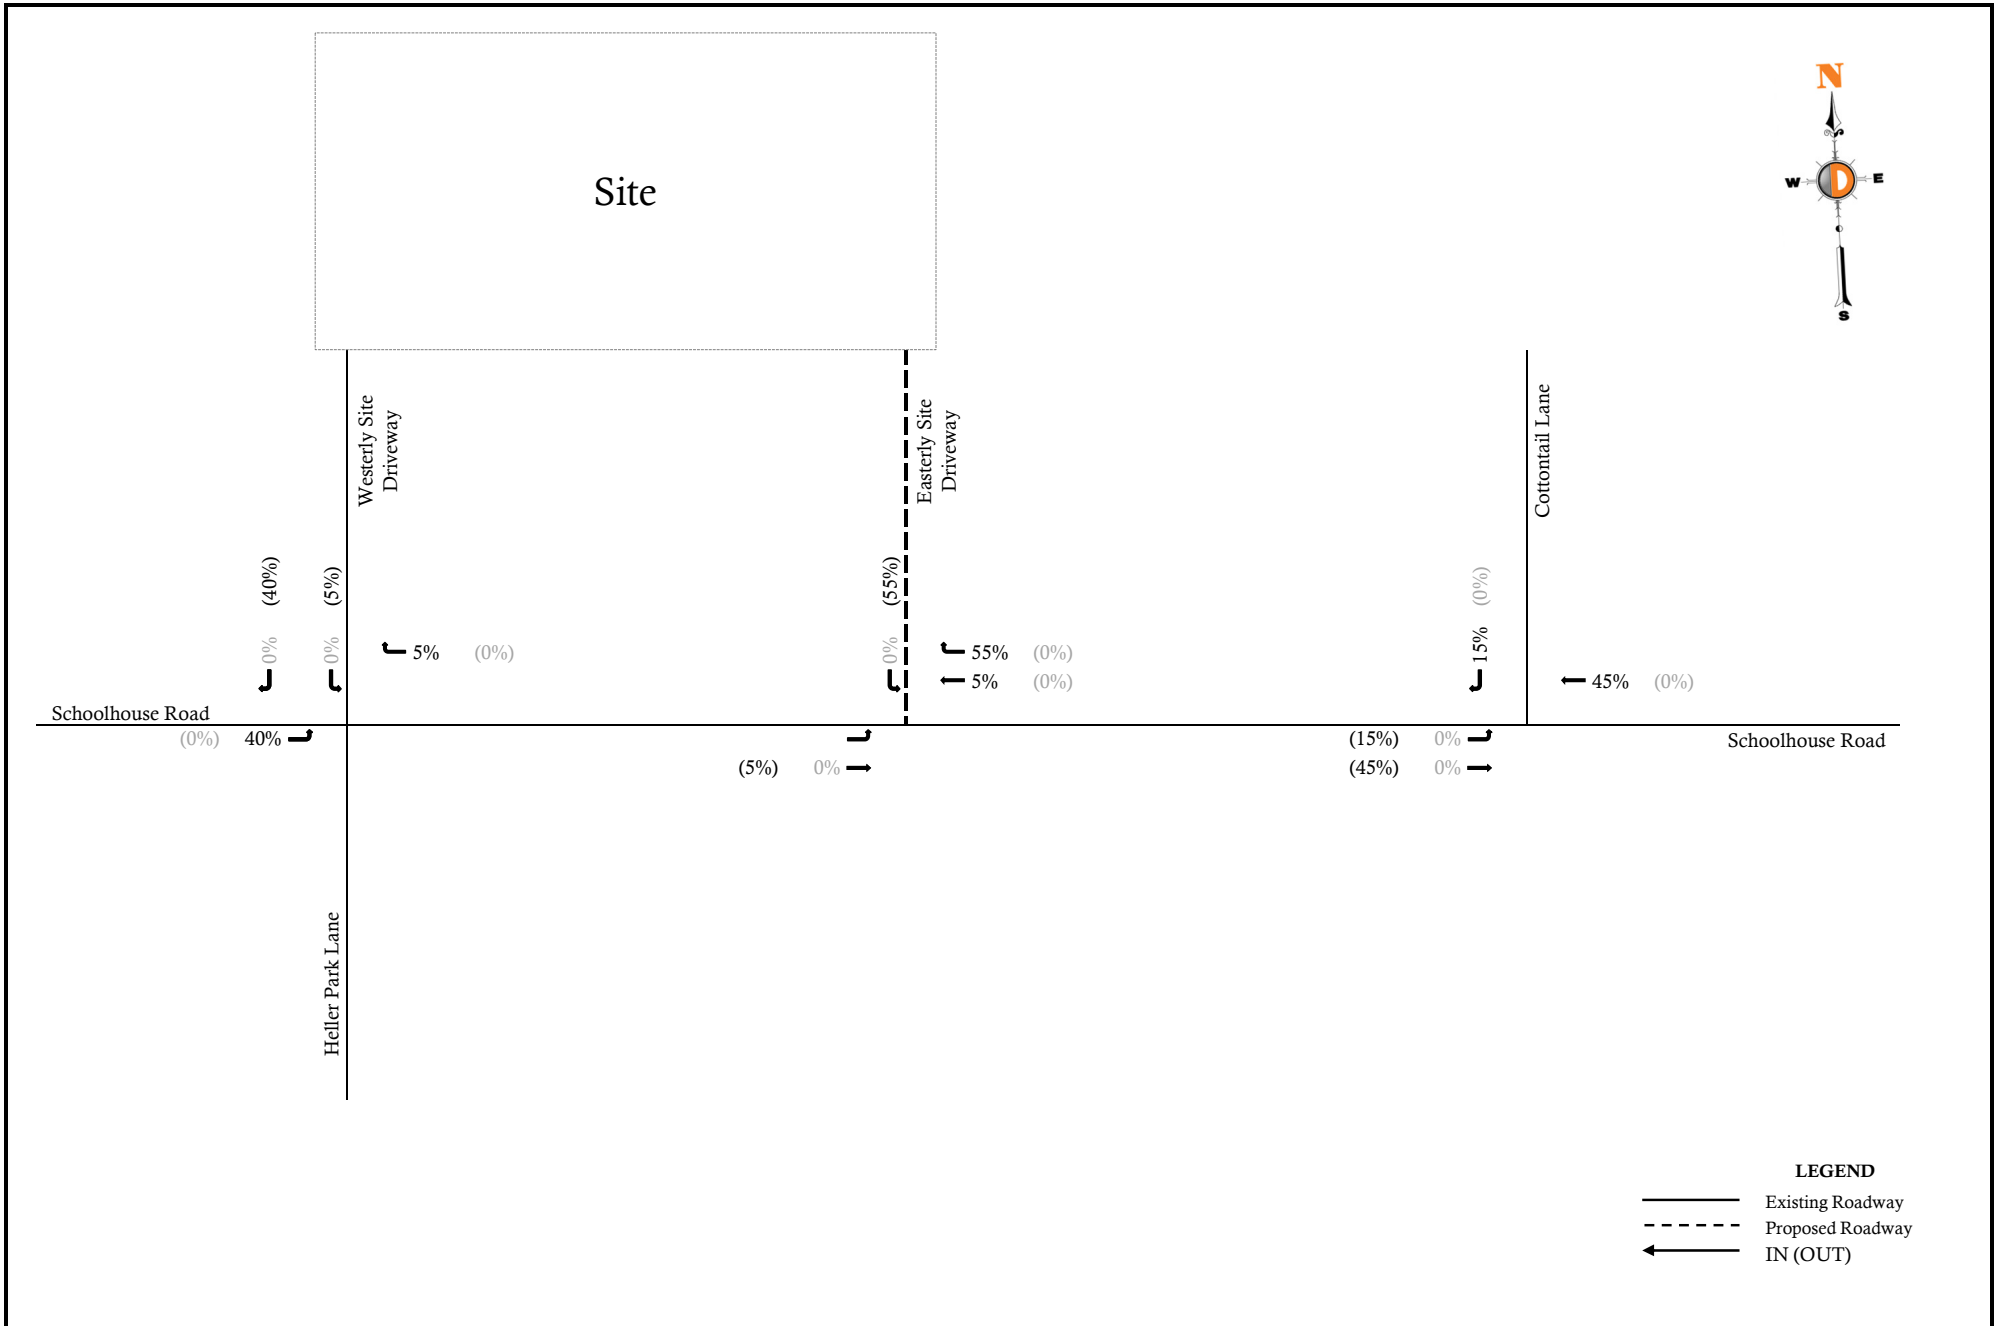 N
W
D
E
S
Site
Westerly Site
Driveway
Easterly Site
Driveway
Cottontail Lane
(40%)
(5%)
(55%)
(0%)
0%
0%
0%
15%
5% (0%)
55% (0%)
5% (0%)
45% (0%)
Schoolhouse Road
(0%) 40%
(5%) 0%
(15%) 0%
(45%) 0%
Schoolhouse Road
Heller Park Lane
LEGEND
Existing Roadway
Proposed Roadway
IN (OUT)